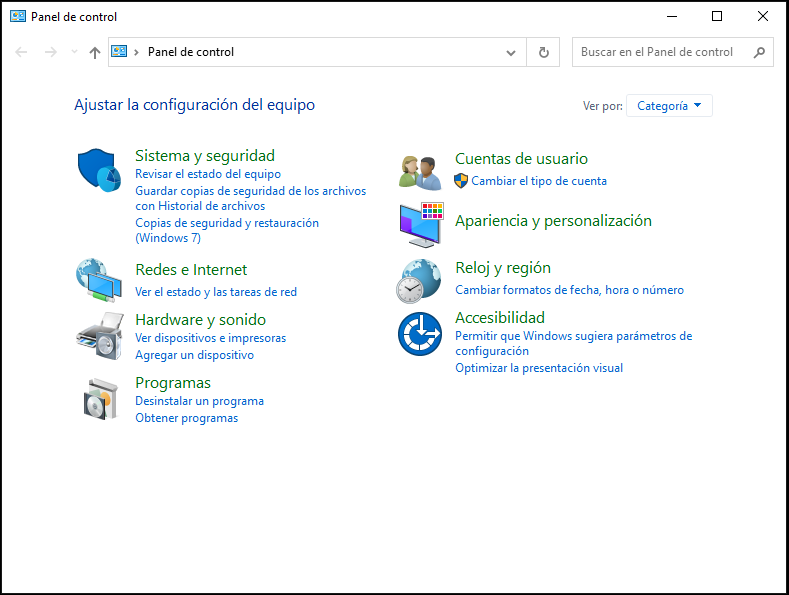 Panel de control
Panel de control
Buscar en el Panel de control
Ajustar la configuración del equipo
Ver por: Categoría
Sistema y seguridad
Revisar el estado del equipo
Guardar copias de seguridad de los archivos
con Historial de archivos
Copias de seguridad y restauración
(Windows 7)
Redes e Internet
Ver el estado y las tareas de red
Hardware y sonido
Ver dispositivos e impresoras
Agregar un dispositivo
Programas
Desinstalar un programa
Obtener programas
Cuentas de usuario
Cambiar el tipo de cuenta
Apariencia y personalización
Reloj y región
Cambiar formatos de fecha, hora o número
Accesibilidad
Permitir que Windows sugiera parámetros de
configuración
Optimizar la presentación visual